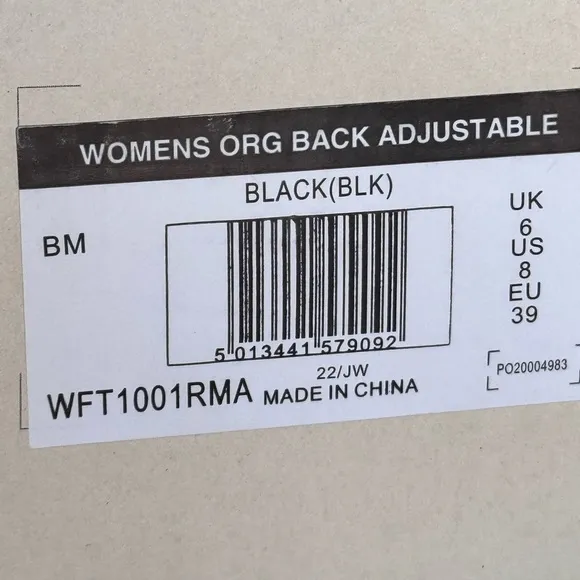 WOMENS ORG BACK ADJUSTABLE
BLACK(BLK)
BM
UK
6
US
8
EU
39
5 013441 579092
22/JW
WFT1001RMA MADE IN CHINA
PO20004983